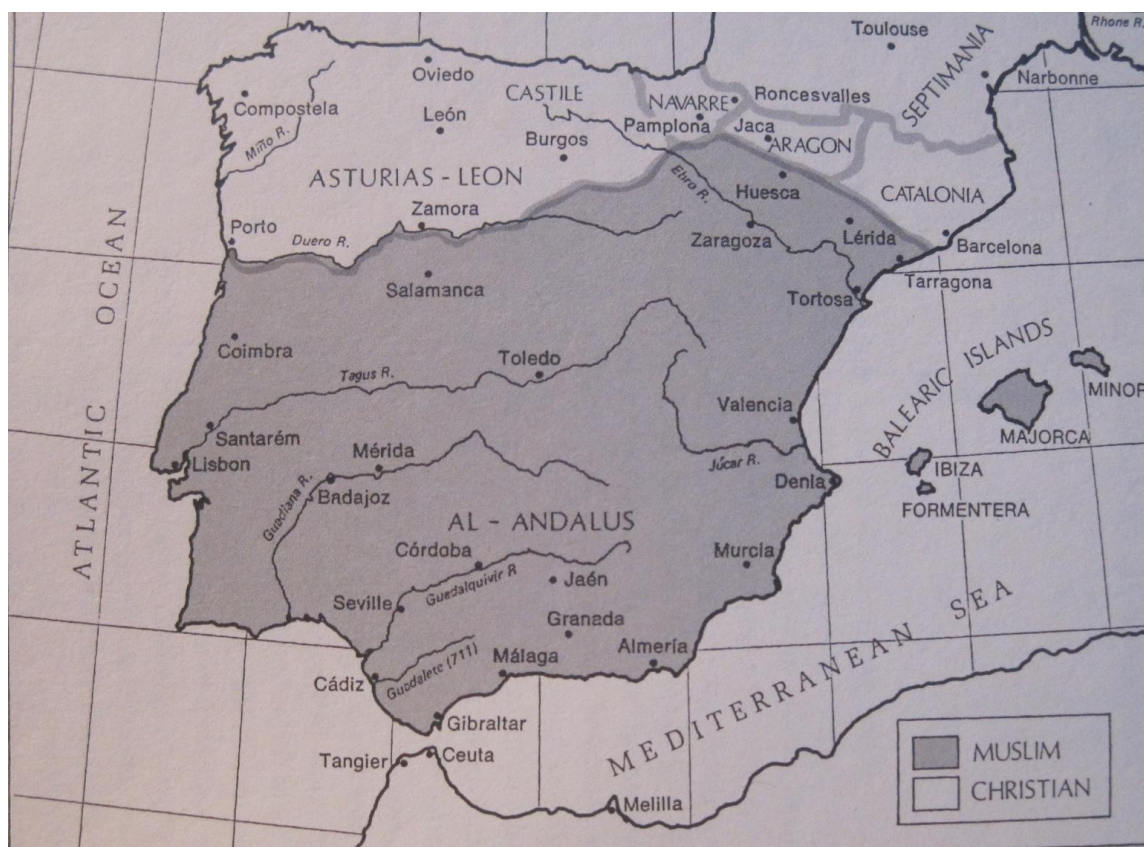 Rhone R.
Toulouse
SEPTIMANIA
Narbonne
Oviedo
Compostela
León
CASTILE
Burgos
NAVARRE
Roncesvalles
Pamplona
Jaca
ARAGON
Miño R.
ASTURIAS - LEON
Ebro R.
Huesca
CATALONIA
Porto
Duero R.
Zamora
Zaragoza
Lérida
Barcelona
Tarragona
Salamanca
Tortosa
ATLANTIC OCEAN
Coimbra
Toledo
Tagus R.
BALEARIC ISLANDS
MINOR
MAJORCA
Valencia
Santarém
Lisbon
Mérida
Badajoz
Guadiana R.
Júcar R.
Denia
IBIZA
FORMENTERA
AL - ANDALUS
Córdoba
Guadalquivir R
Jaén
Murcia
Seville
Granada
Almería
Málaga
Guadalete (711)
Cádiz
Gibraltar
MEDITERRANEAN SEA
Tangier
Ceuta
Melilla
MUSLIM
CHRISTIAN